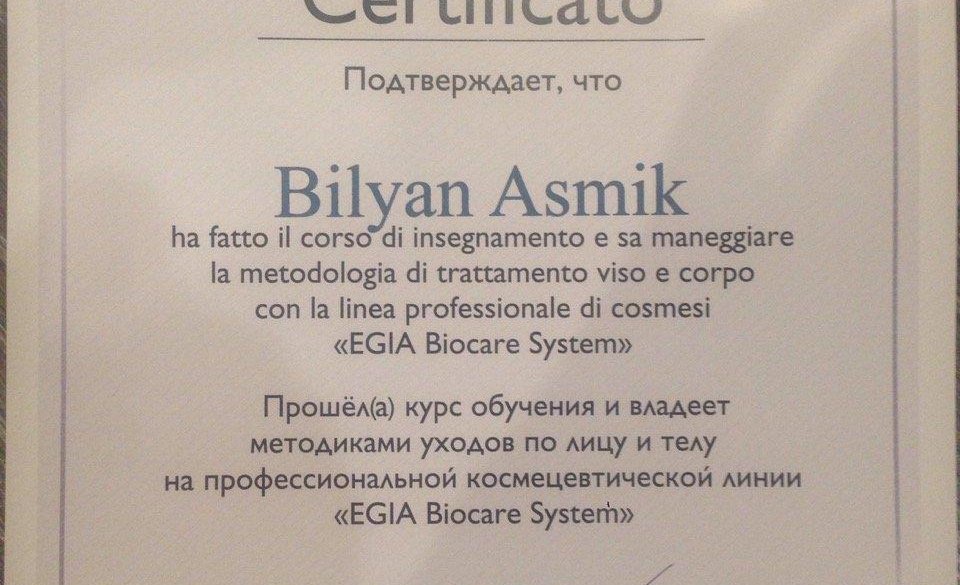 Certificato
Подтверждает, что
Bilyan Asmik
ha fatto il corso di insegnamento e sa maneggiare
la metodologia di trattamento viso e corpo
con la linea professionale di cosmesi
«EGIA Biocare System»
Прошёл(а) курс обучения и владеет
методиками уходов по лицу и телу
на профессиональной космецевтической линии
«EGIA Biocare System»